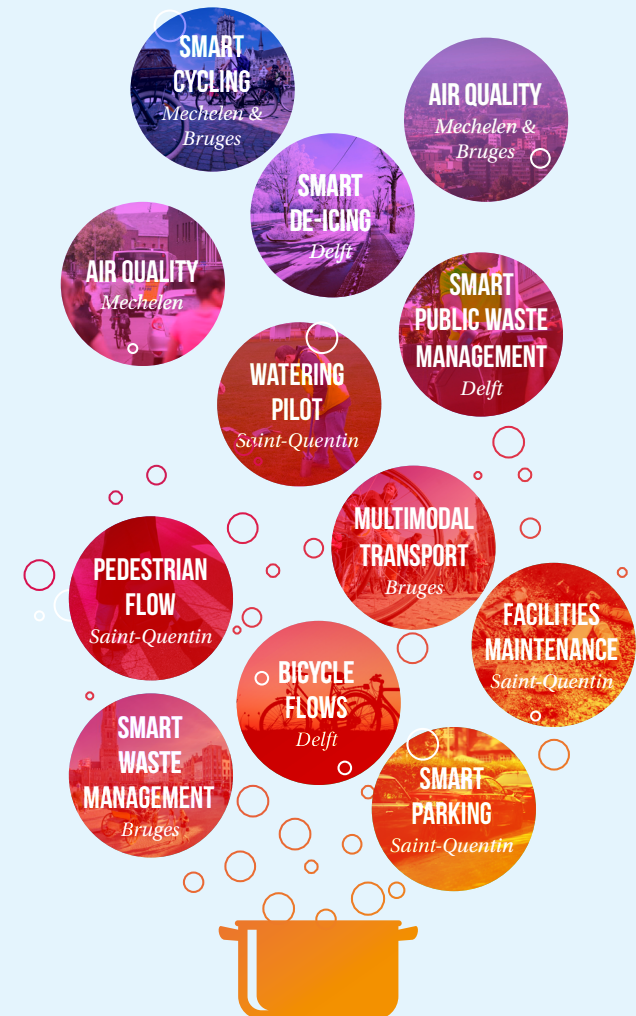 SMART
CYCLING
Mechelen &
Bruges
AIR QUALITY
Mechelen &
Bruges
SMART
DE-ICING
Delft
AIR QUALITY
Mechelen
SMART
PUBLIC WASTE
MANAGEMENT
Delft
WATERING
PILOT
Saint-Quentin
MULTIMODAL
TRANSPORT
Bruges
PEDESTRIAN
FLOW
Saint-Quentin
FACILITIES
MAINTENANCE
Saint-Quentin
BICYCLE
FLOWS
Delft
SMART
WASTE
MANAGEMENT
Bruges
SMART
PARKING
Saint-Quentin